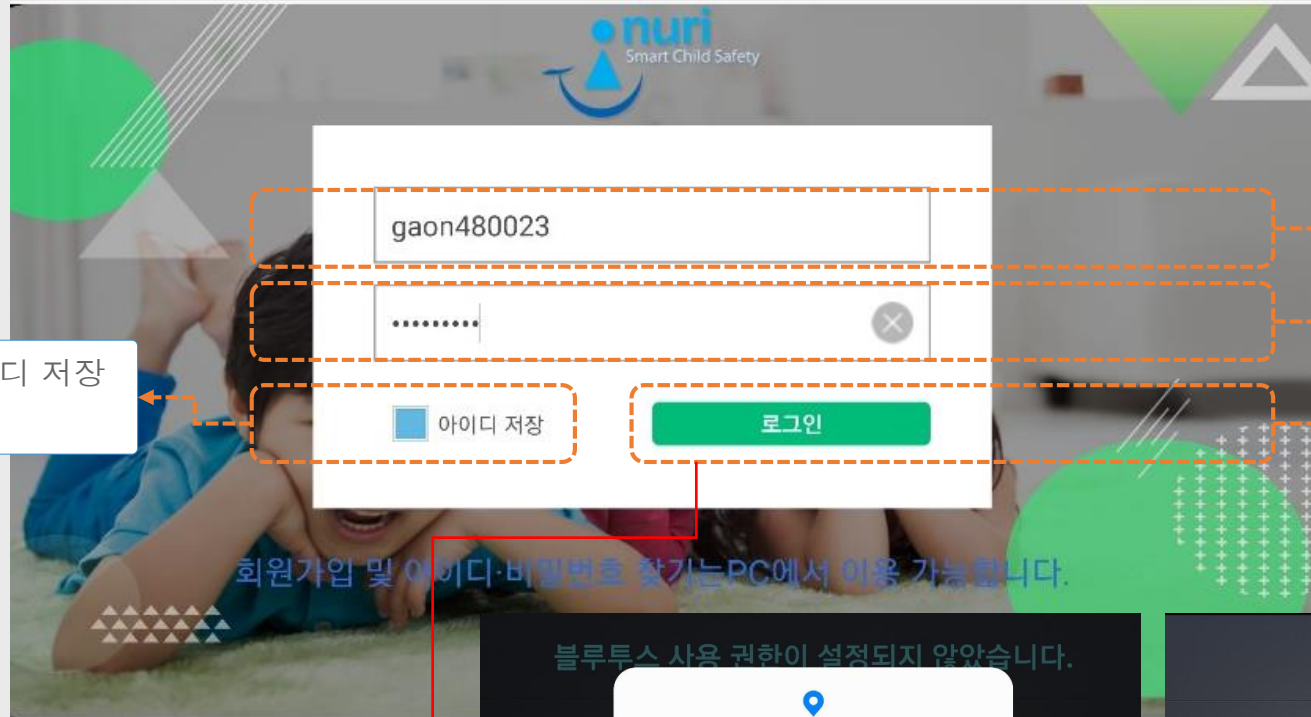 nuri
Smart Child Safety
gaon480023
•••••••••
디 저장
아이디 저장
로그인
회원가입 및 아이디·비밀번호 찾기는PC에서 이용 가능합니다.
블루투스 사용 권한이 설정되지 않았습니다.